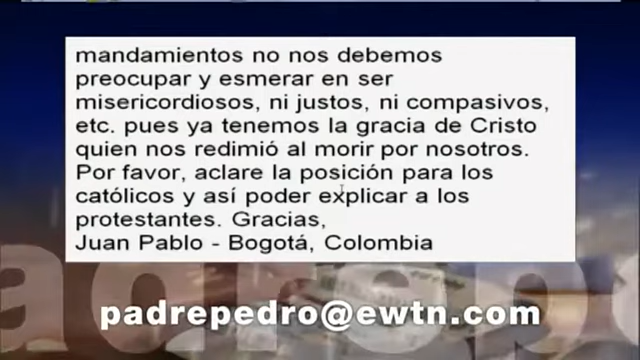 mandamientos no nos debemos
preocupar y esmerar en ser
misericordiosos, ni justos, ni compasivos,
etc. pues ya tenemos la gracia de Cristo
quien nos redimió al morir por nosotros.
Por favor, aclare la posición para los
católicos y así poder explicar a los
protestantes. Gracias,
Juan Pablo - Bogotá, Colombia
padrepedro@ewtn.com